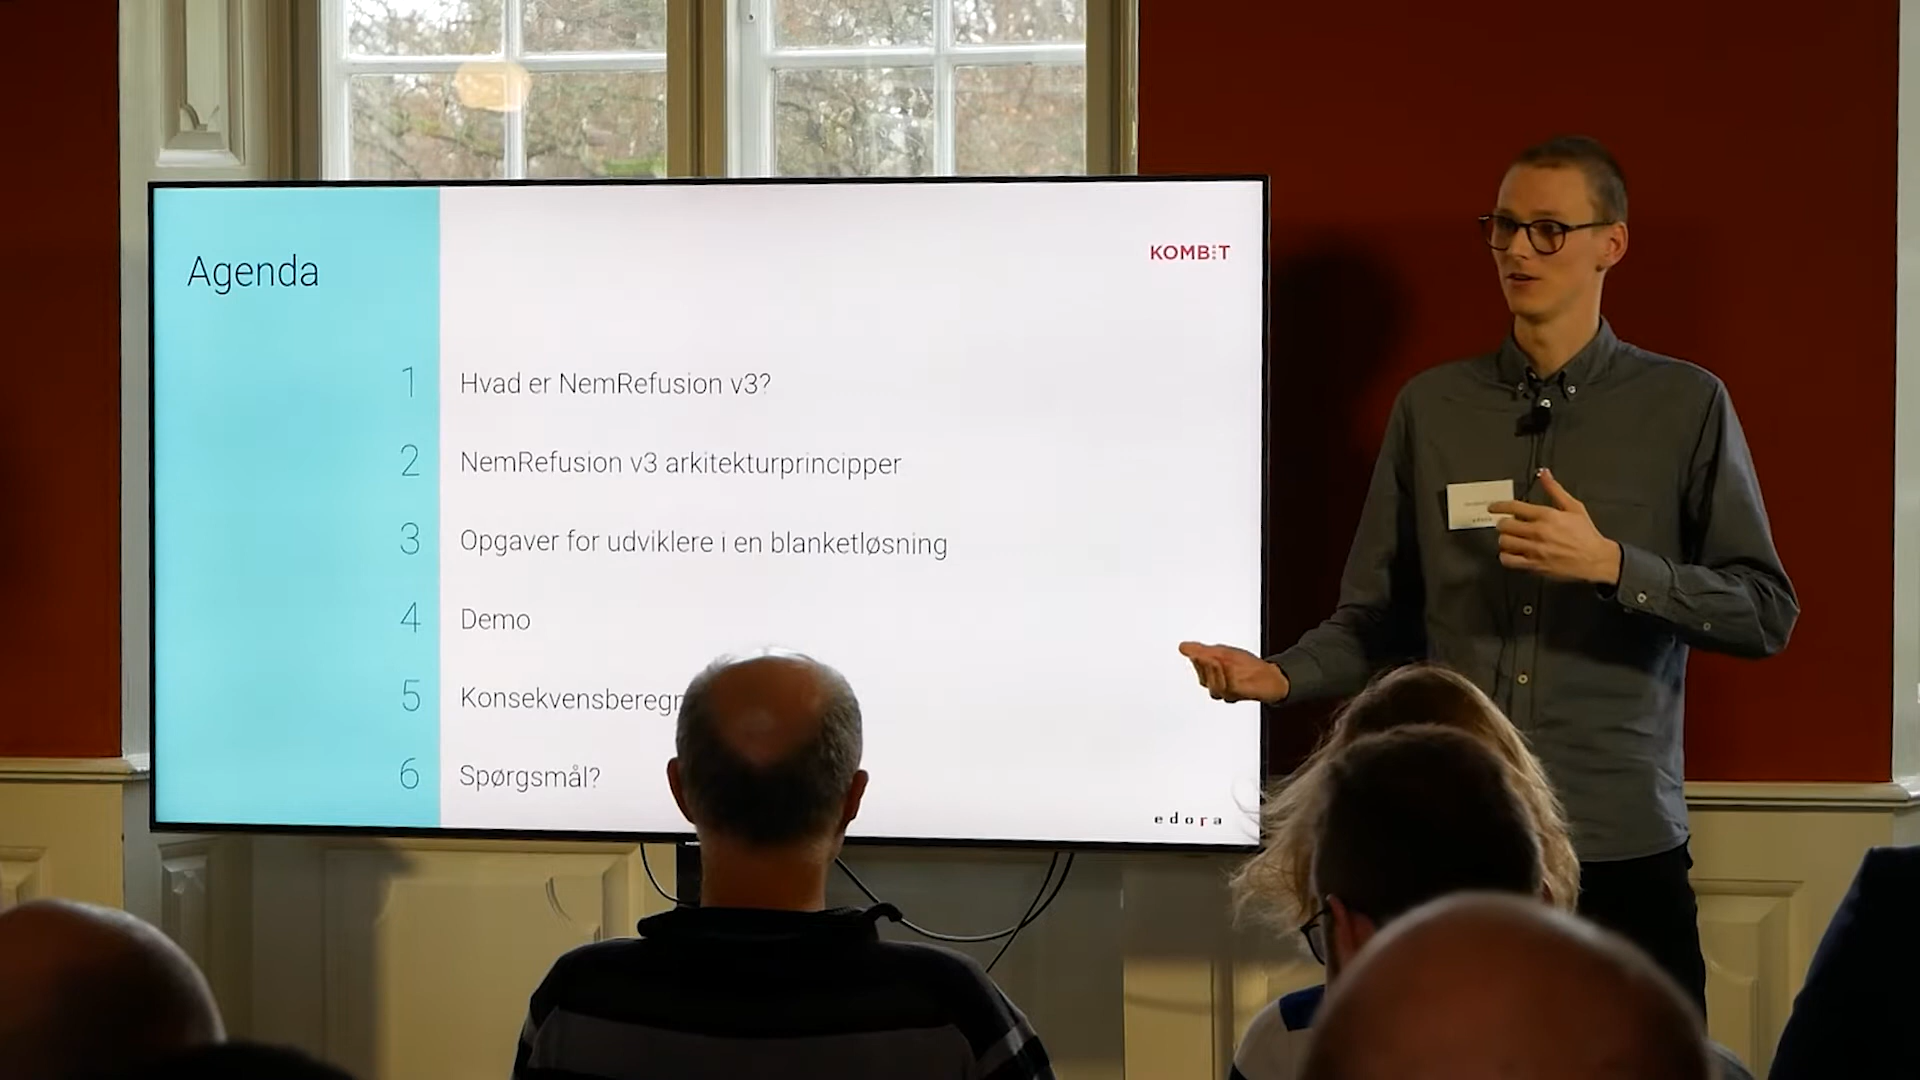 Agenda
KOMB:T
1 Hvad er NemRefusion v3?
2 NemRefusion v3 arkitekturprincipper
3 Opgaver for udviklere i en blanketløsning
4 Demo
5
6 Spørgsmål?
edora